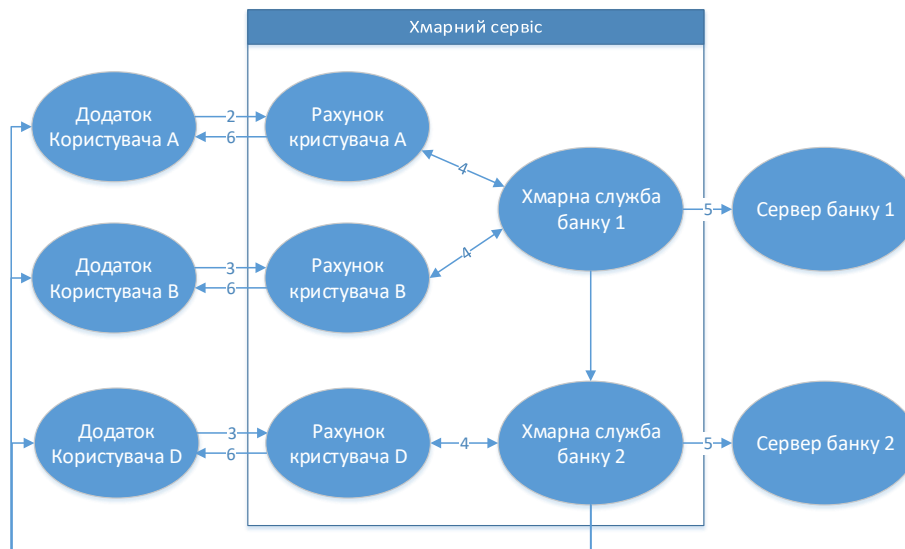 Хмарний сервіс
Додаток
Користувача A
2
6
Рахунок
кристувача A
4
Хмарна служба
банку 1
5
Сервер банку 1
Додаток
Користувача B
3
6
Рахунок
кристувача B
4
Додаток
Користувача D
3
6
Рахунок
кристувача D
4
Хмарна служба
банку 2
5
Сервер банку 2